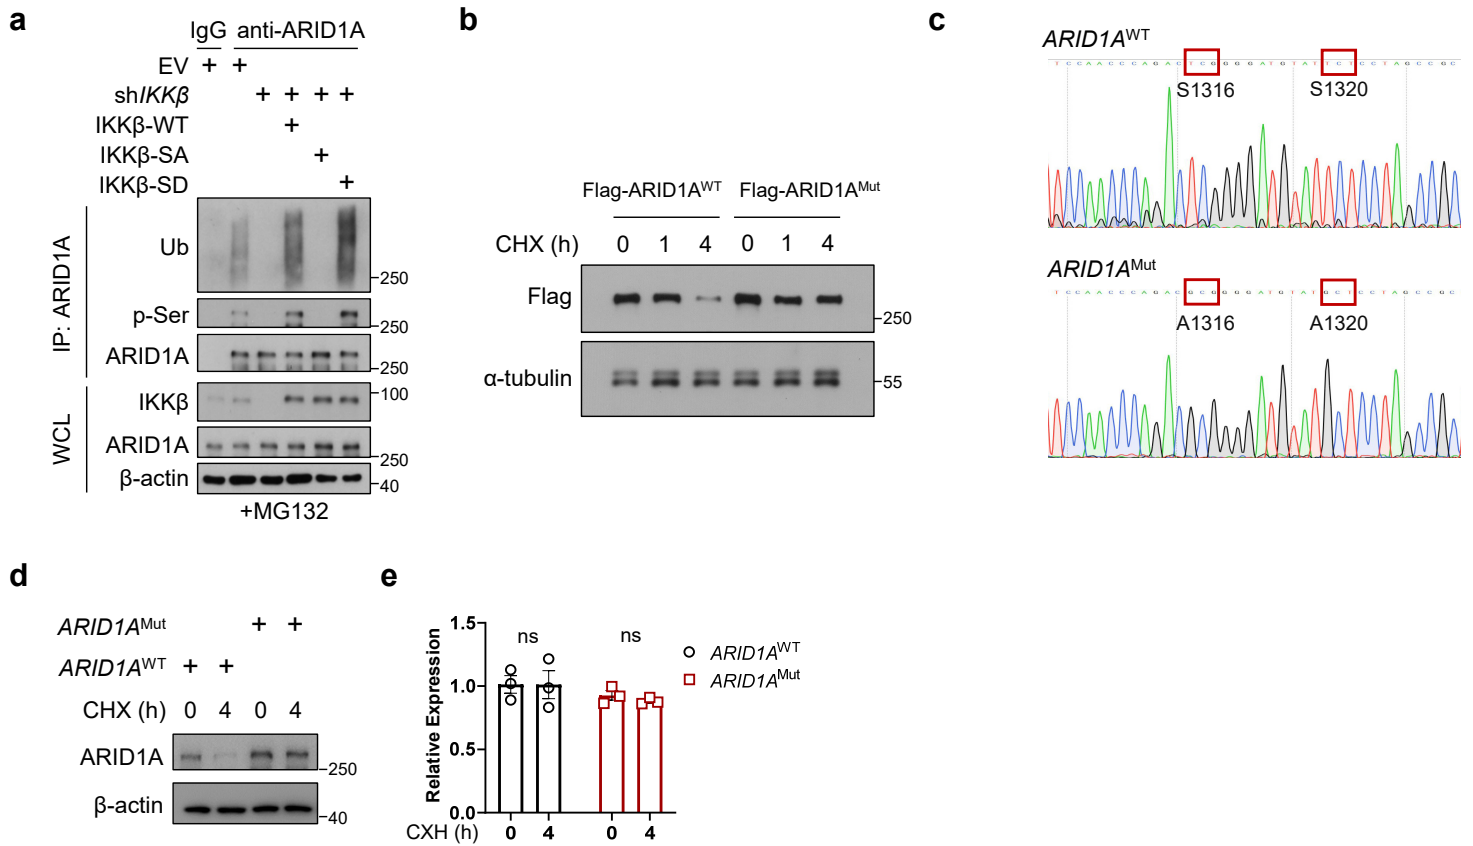 a
IgG anti-ARID1A
EV + +
shIKKβ + + + +
IKKβ-WT +
IKKβ-SA +
IKKβ-SD +
IP: ARID1A
Ub
250
p-Ser
250
ARID1A
250
WCL
IKKβ
100
ARID1A
250
β-actin
40
+MG132
b
Flag-ARID1AWT Flag-ARID1AMut
CHX (h) 0 1 4 0 1 4
Flag
250
α-tubulin
55
c
ARID1AWT
T C C A A C C C A G A C T C G G G G A T G T A T T C T C C T A G C C G C
S1316 S1320
ARID1AMut
T C C A A C C C A G A C G C G G G G A T G T A T G C T C C T A G C C G C
A1316 A1320
d
ARID1AMut + +
ARID1AWT + +
CHX (h) 0 4 0 4
ARID1A
250
β-actin
40
e
Relative Expression
1.5
1.0
0.5
0.0
ns ns
ARID1AWT
ARID1AMut
CXH (h) 0 4 0 4